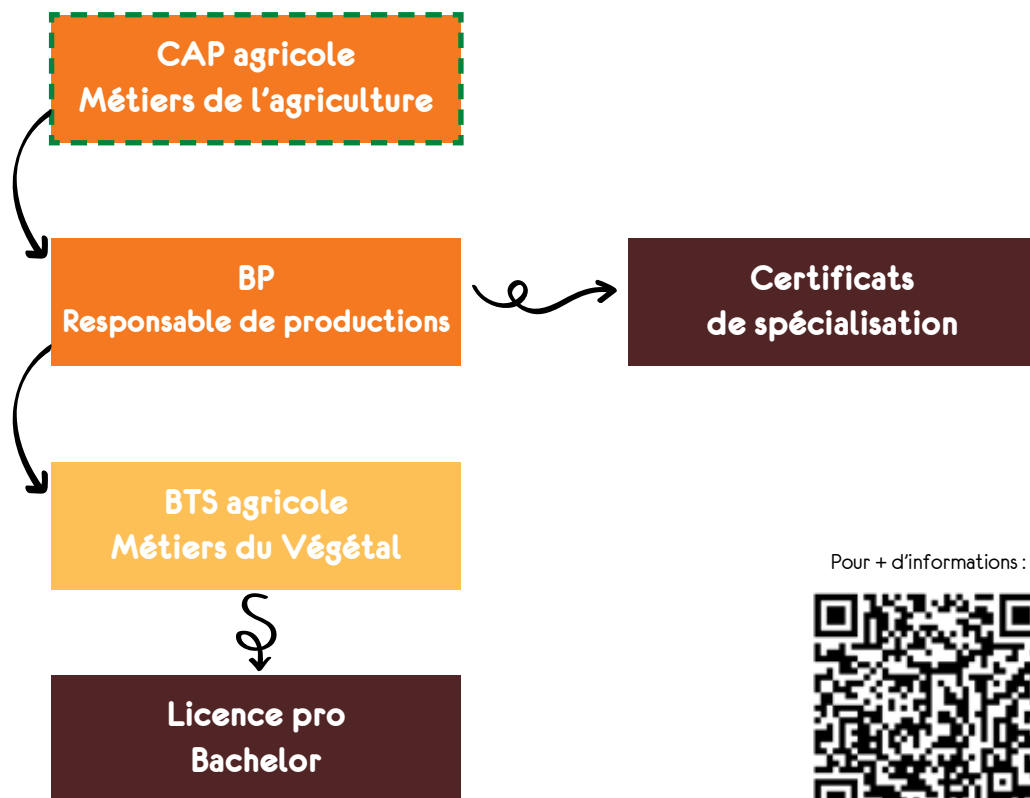 CAP agricole
Métiers de l'agriculture
BP
Responsable de productions
Certificats
de spécialisation
BTS agricole
Métiers du Végétal
Pour + d'informations :
Licence pro
Bachelor